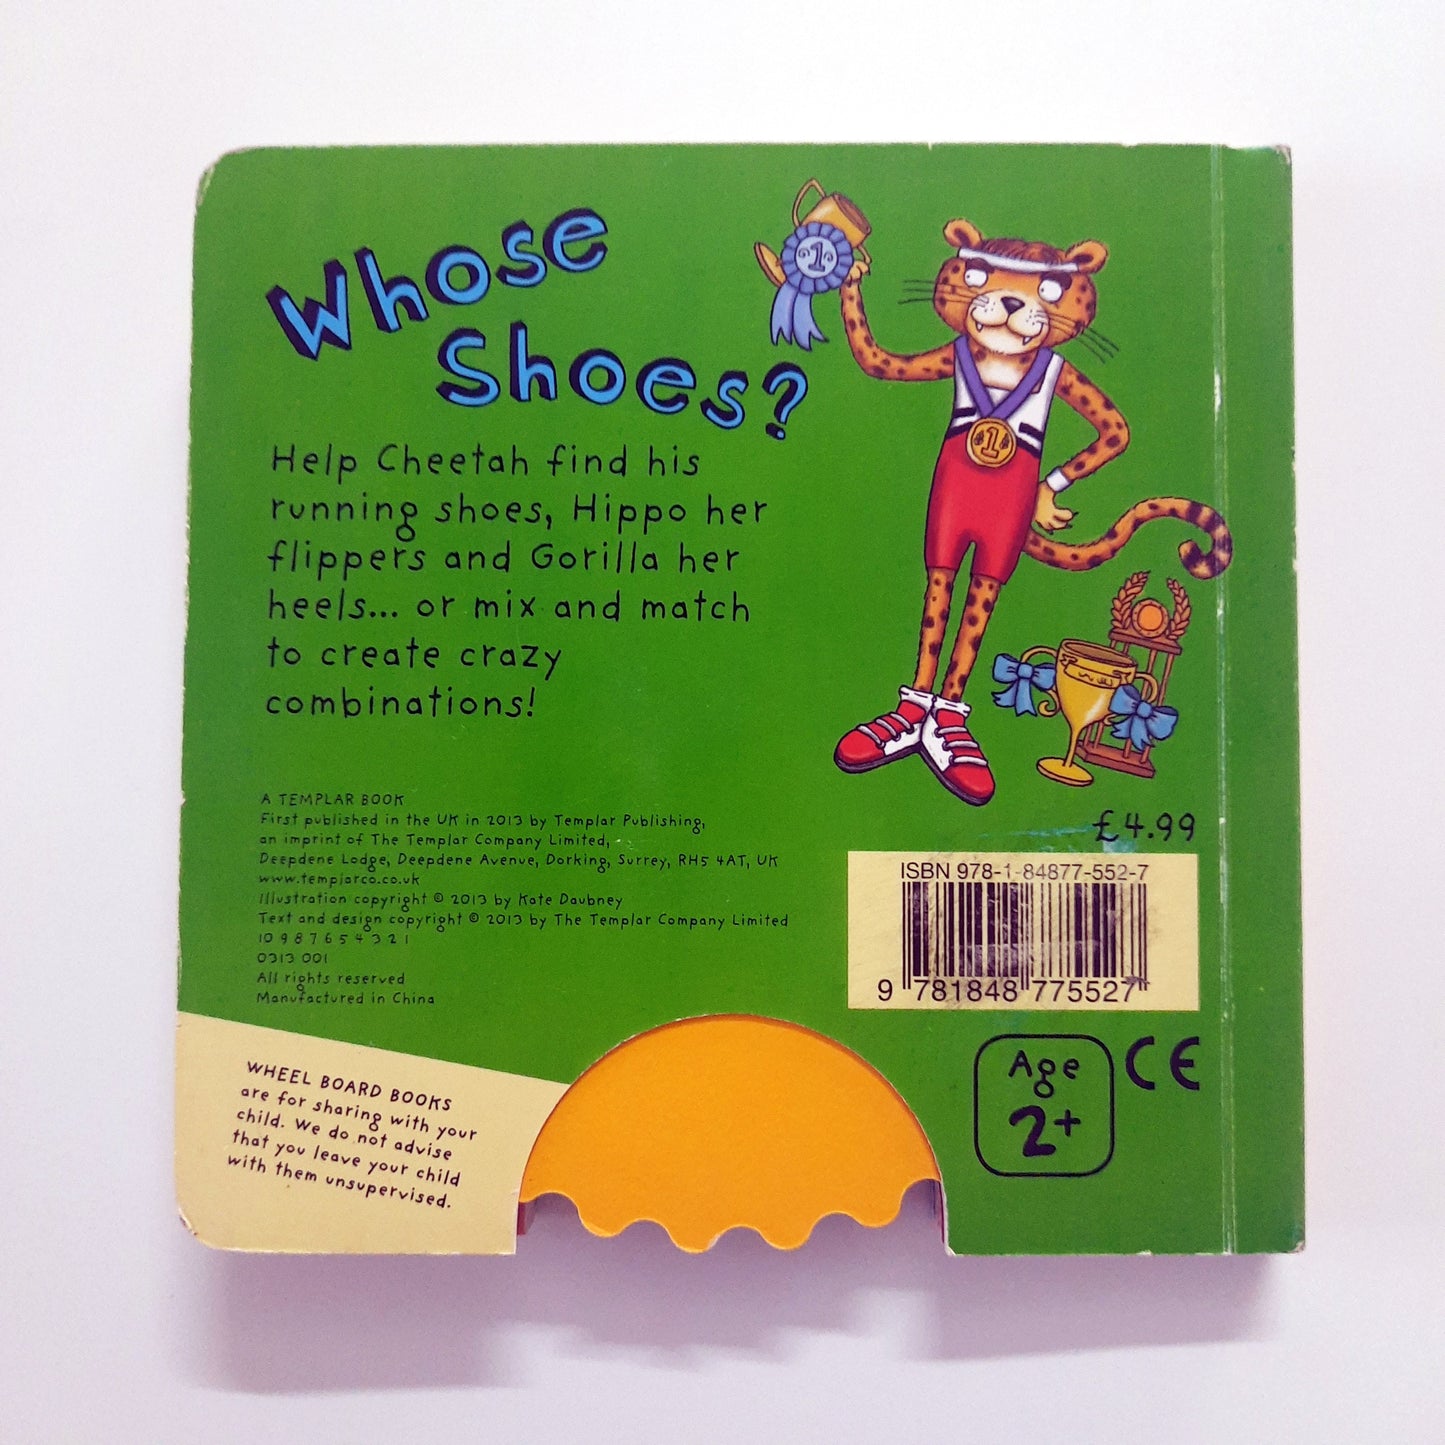 Whose
Shoes?
Help Cheetah find his
running shoes, Hippo her
flippers and Gorilla her
heels... or mix and match
to create crazy
combinations!
1
1
WIN
A TEMPLAR BOOK
First published in the UK in 2013 by Templar Publishing,
an imprint of The Templar Company Limited,
Deepdene Lodge, Deepdene Avenue, Dorking, Surrey, RH5 4AT, UK
www.templarco.co.uk
Illustration copyright © 2013 by Kate Daubney
Text and design copyright © 2013 by The Templar Company Limited
10 9 8 7 6 5 4 3 2 1
0313 001
All rights reserved
Manufactured in China
£4.99
ISBN 978-1-84877-552-7
9 781848 775527
WHEEL BOARD BOOKS
are for sharing with your
child. We do not advise
that you leave your child
with them unsupervised.
Age
2+
CE